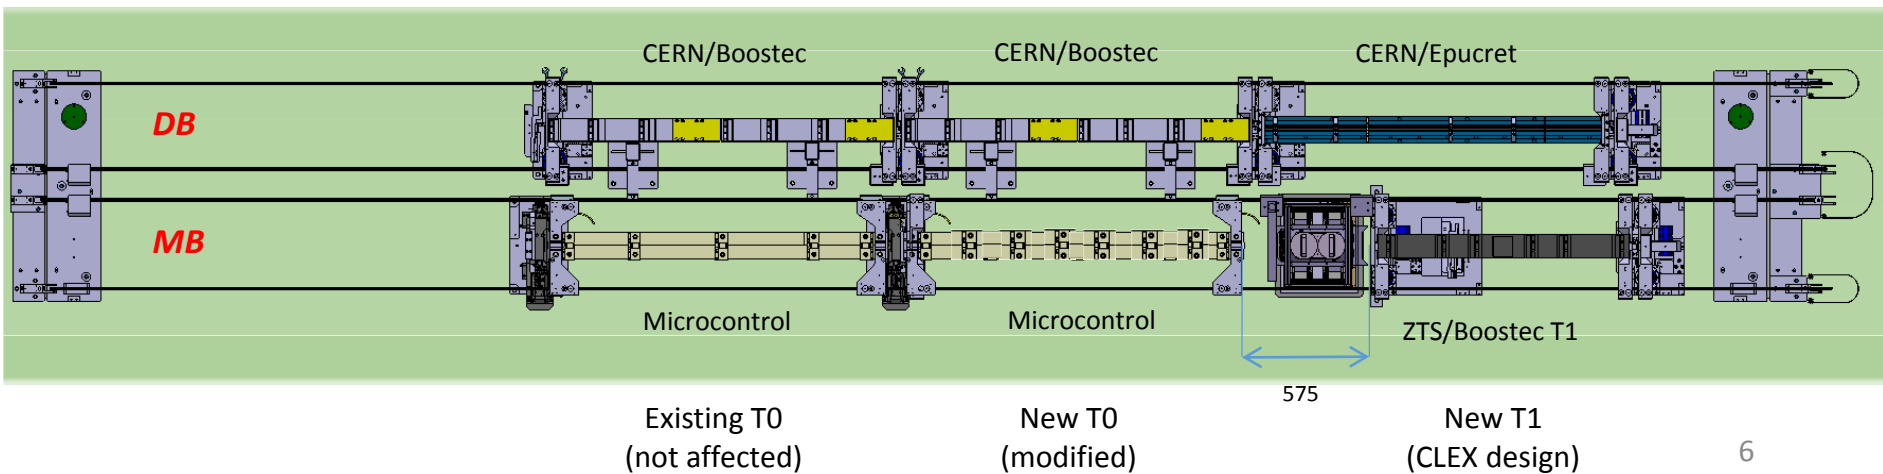 CERN/Boostec
CERN/Boostec
CERN/Epucret
DB
MB
Microcontrol
Microcontrol
ZTS/Boostec T1
575
Existing T0
(not affected)
New T0
(modified)
New T1
(CLEX design)
6